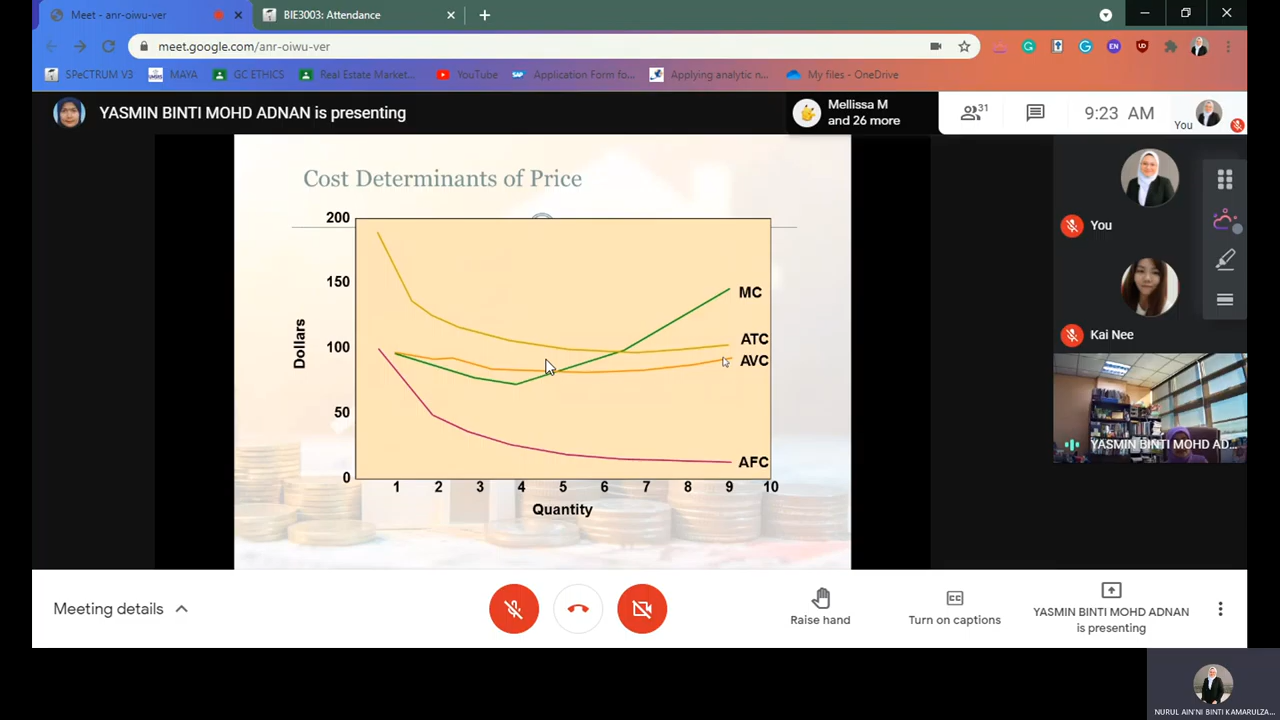 Meet - anr-oiwu-ver
BIE3003: Attendance
meet.google.com/anr-oiwu-ver
SPeCTRUM V3
MAYA
GC ETHICS
Real Estate Market...
YouTube
Application Form fo...
Applying analytic n...
My files - OneDrive
YASMIN BINTI MOHD ADNAN is presenting
Mellissa M
and 26 more
31
9:23 AM
You
Cost Determinants of Price
200
150
100
50
0
Dollars
MC
ATC
AVC
AFC
1 2 3 4 5 6 7 8 9 10
Quantity
You
Kai Nee
YASMIN BINTI MOHD AD...
Meeting details
Raise hand
Turn on captions
YASMIN BINTI MOHD ADNAN
is presenting
NURUL AIN'NI BINTI KAMARULZA...